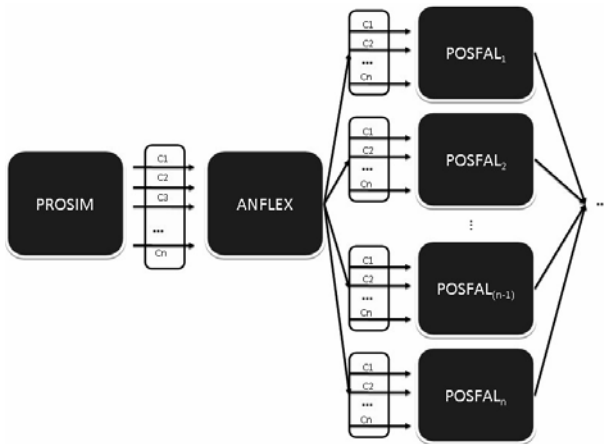 PROSIM
C1
C2
C3
...
Cn
ANFLEX
C1
C2
...
Cn
POSFAL1
C1
C2
...
Cn
POSFAL2
⋮
C1
C2
...
Cn
POSFAL(n-1)
C1
C2
...
Cn
POSFALn
...